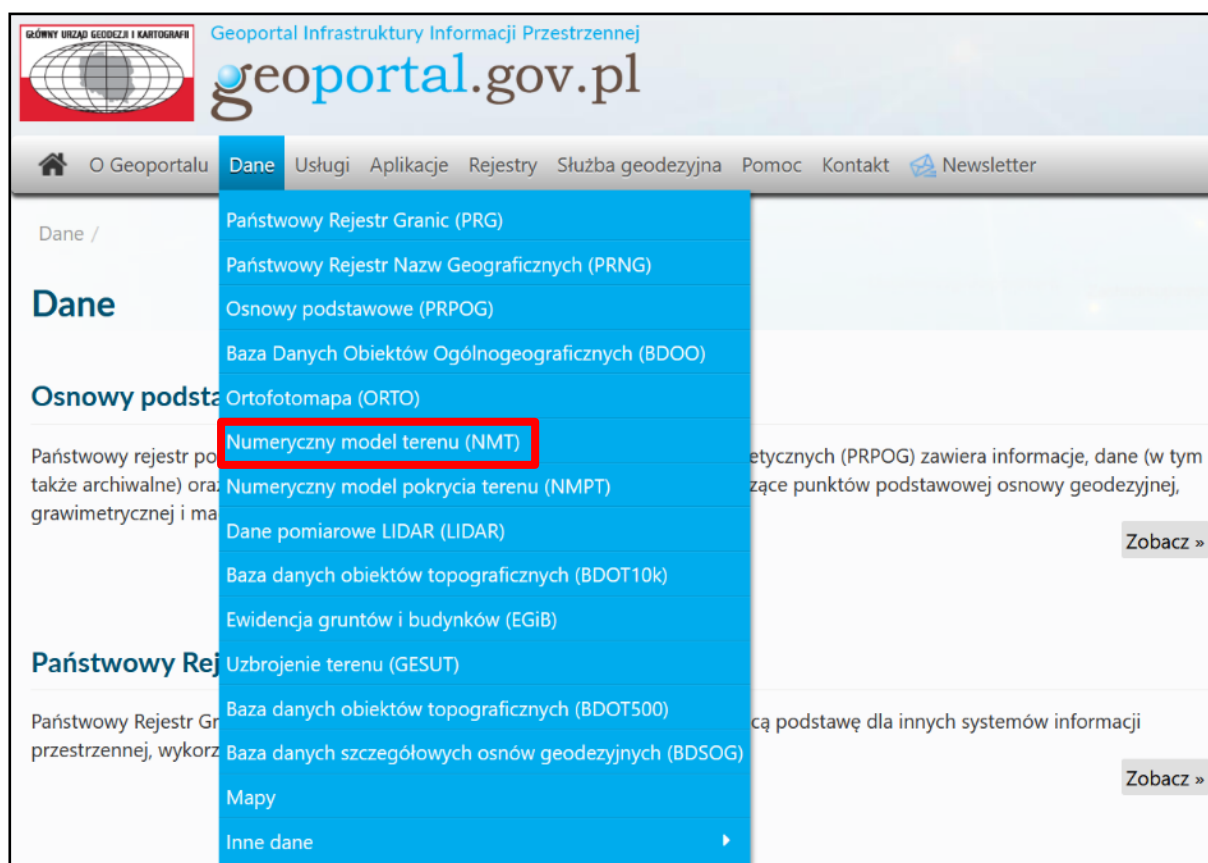 GŁÓWNY URZĄD GEODEZJI I KARTOGRAFII
Geoportal Infrastruktury Informacji Przestrzennej
geoportal.gov.pl
O Geoportalu Dane Usługi Aplikacje Rejestry Służba geodezyjna Pomoc Kontakt Newsletter
Dane /
Dane
Państwowy Rejestr Granic (PRG)
Państwowy Rejestr Nazw Geograficznych (PRNG)
Osnowy podstawowe (PRPOG)
Baza Danych Obiektów Ogólnogeograficznych (BDOO)
Ortofotomapa (ORTO)
Numeryczny model terenu (NMT)
Numeryczny model pokrycia terenu (NMPT)
Dane pomiarowe LIDAR (LIDAR)
Baza danych obiektów topograficznych (BDOT10k)
Ewidencja gruntów i budynków (EGiB)
Uzbrojenie terenu (GESUT)
Baza danych obiektów topograficznych (BDOT500)
Baza danych szczegółowych osnów geodezyjnych (BDSOG)
Mapy
Inne dane
Osnowy podsta
Państwowy rejestr po etycznych (PRPOG) zawiera informacje, dane (w tym
także archiwalne) ora zące punktów podstawowej osnowy geodezyjnej,
grawimetrycznej i ma
Zobacz »
Państwowy Rej
Państwowy Rejestr Gr cą podstawę dla innych systemów informacji
przestrzennej, wykorz
Zobacz »